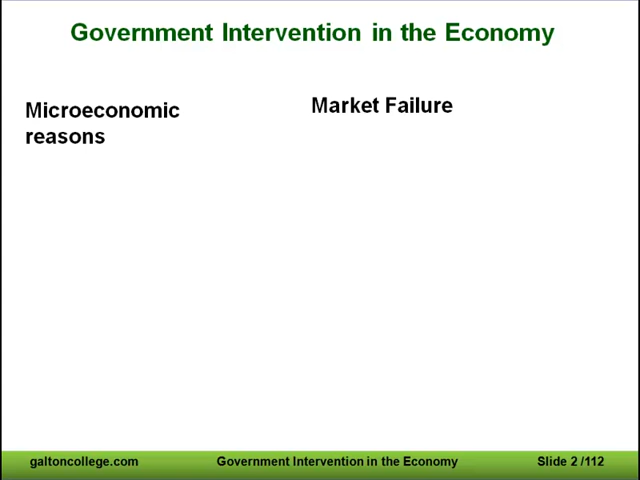 Government Intervention in the Economy
Microeconomic
reasons
Market Failure
galtoncollege.com
Government Intervention in the Economy
Slide 2 /112